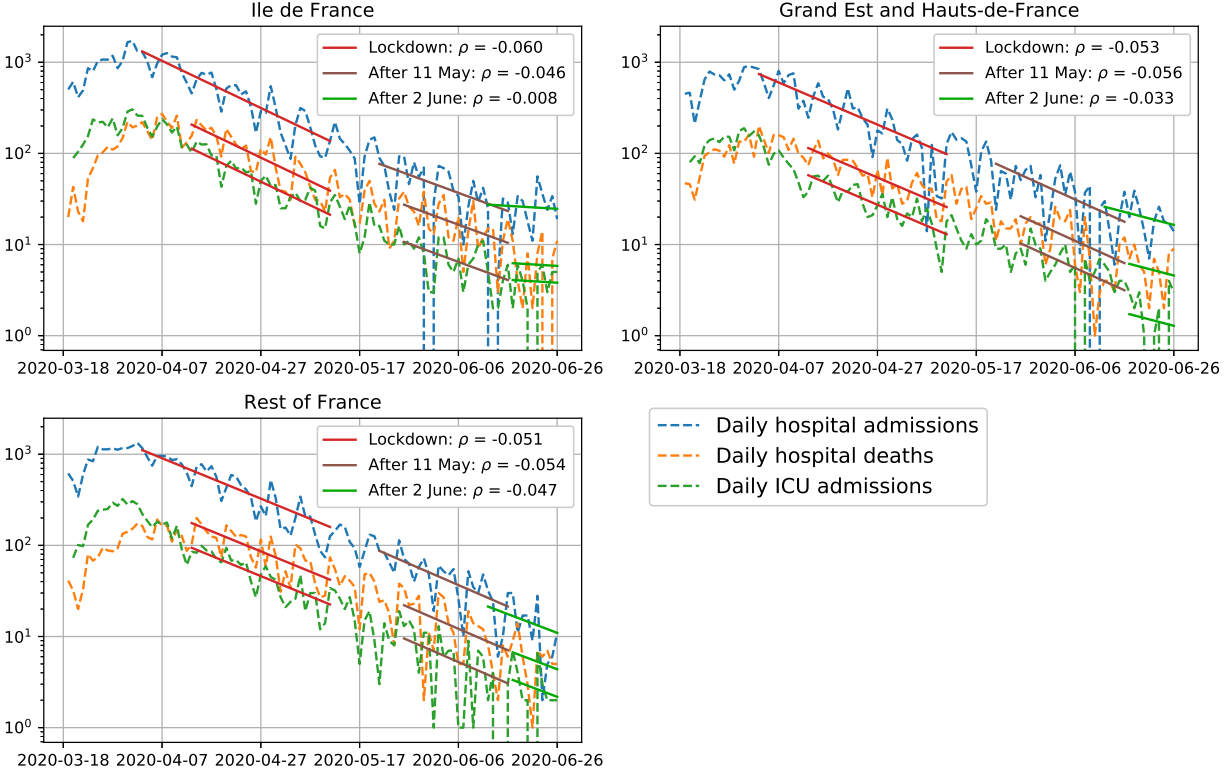 Ile de France
Lockdown: ρ = -0.060
After 11 May: ρ = -0.046
After 2 June: ρ = -0.008
10³
10²
10¹
10⁰
2020-03-18 2020-04-07 2020-04-27 2020-05-17 2020-06-06 2020-06-26
Grand Est and Hauts-de-France
Lockdown: ρ = -0.053
After 11 May: ρ = -0.056
After 2 June: ρ = -0.033
10³
10²
10¹
10⁰
2020-03-18 2020-04-07 2020-04-27 2020-05-17 2020-06-06 2020-06-26
Rest of France
Lockdown: ρ = -0.051
After 11 May: ρ = -0.054
After 2 June: ρ = -0.047
10³
10²
10¹
10⁰
2020-03-18 2020-04-07 2020-04-27 2020-05-17 2020-06-06 2020-06-26
Daily hospital admissions
Daily hospital deaths
Daily ICU admissions